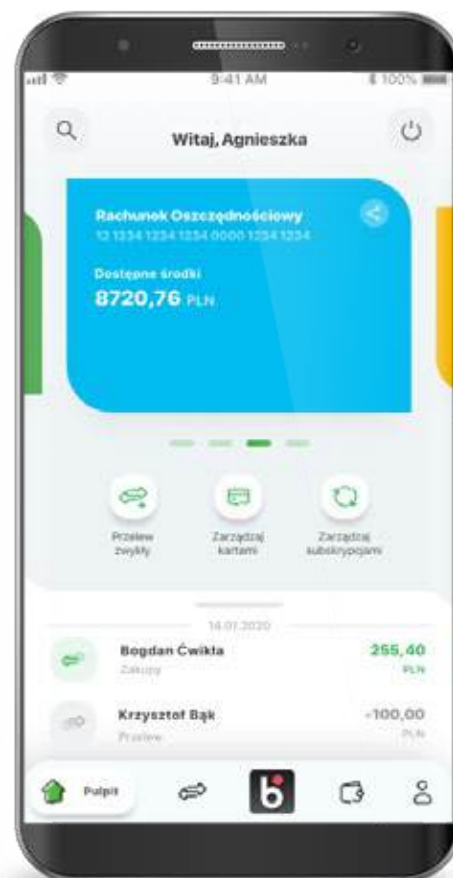 9:41 AM
100%
Witaj, Agnieszka
Rachunek Oszczędnościowy
12 1234 1234 1234 0000 1234 1234
Dostępne środki
8720,76 PLN
Przelew
zwykły
Zarządzaj
kartami
Zarządzaj
subskrypcjami
14.01.2020
Bogdan Ćwikła
255,40
Zakupy
PLN
Krzysztof Bąk
-100,00
Przelew
PLN
Pulpit
b